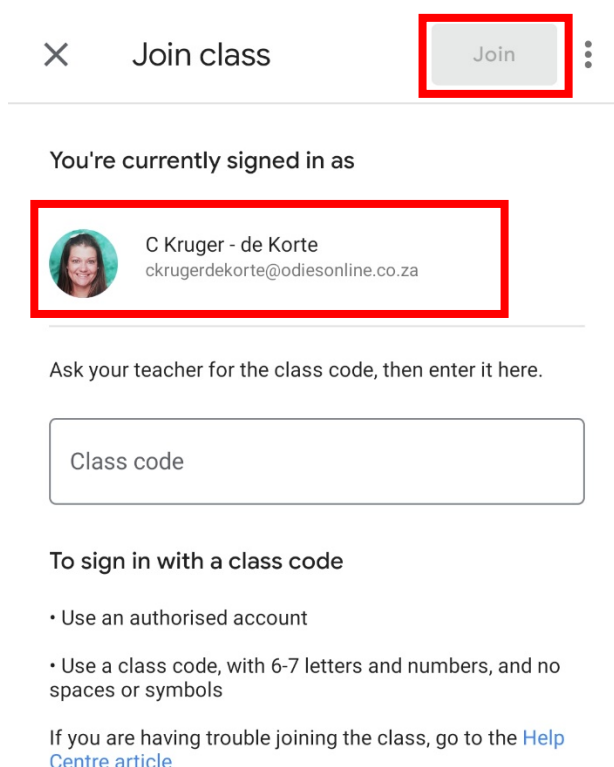 Join class
Join
You're currently signed in as
C Kruger - de Korte
ckrugerdekorte@odiesonline.co.za
Ask your teacher for the class code, then enter it here.
Class code
To sign in with a class code
• Use an authorised account
• Use a class code, with 6-7 letters and numbers, and no
spaces or symbols
If you are having trouble joining the class, go to the Help
Centre article